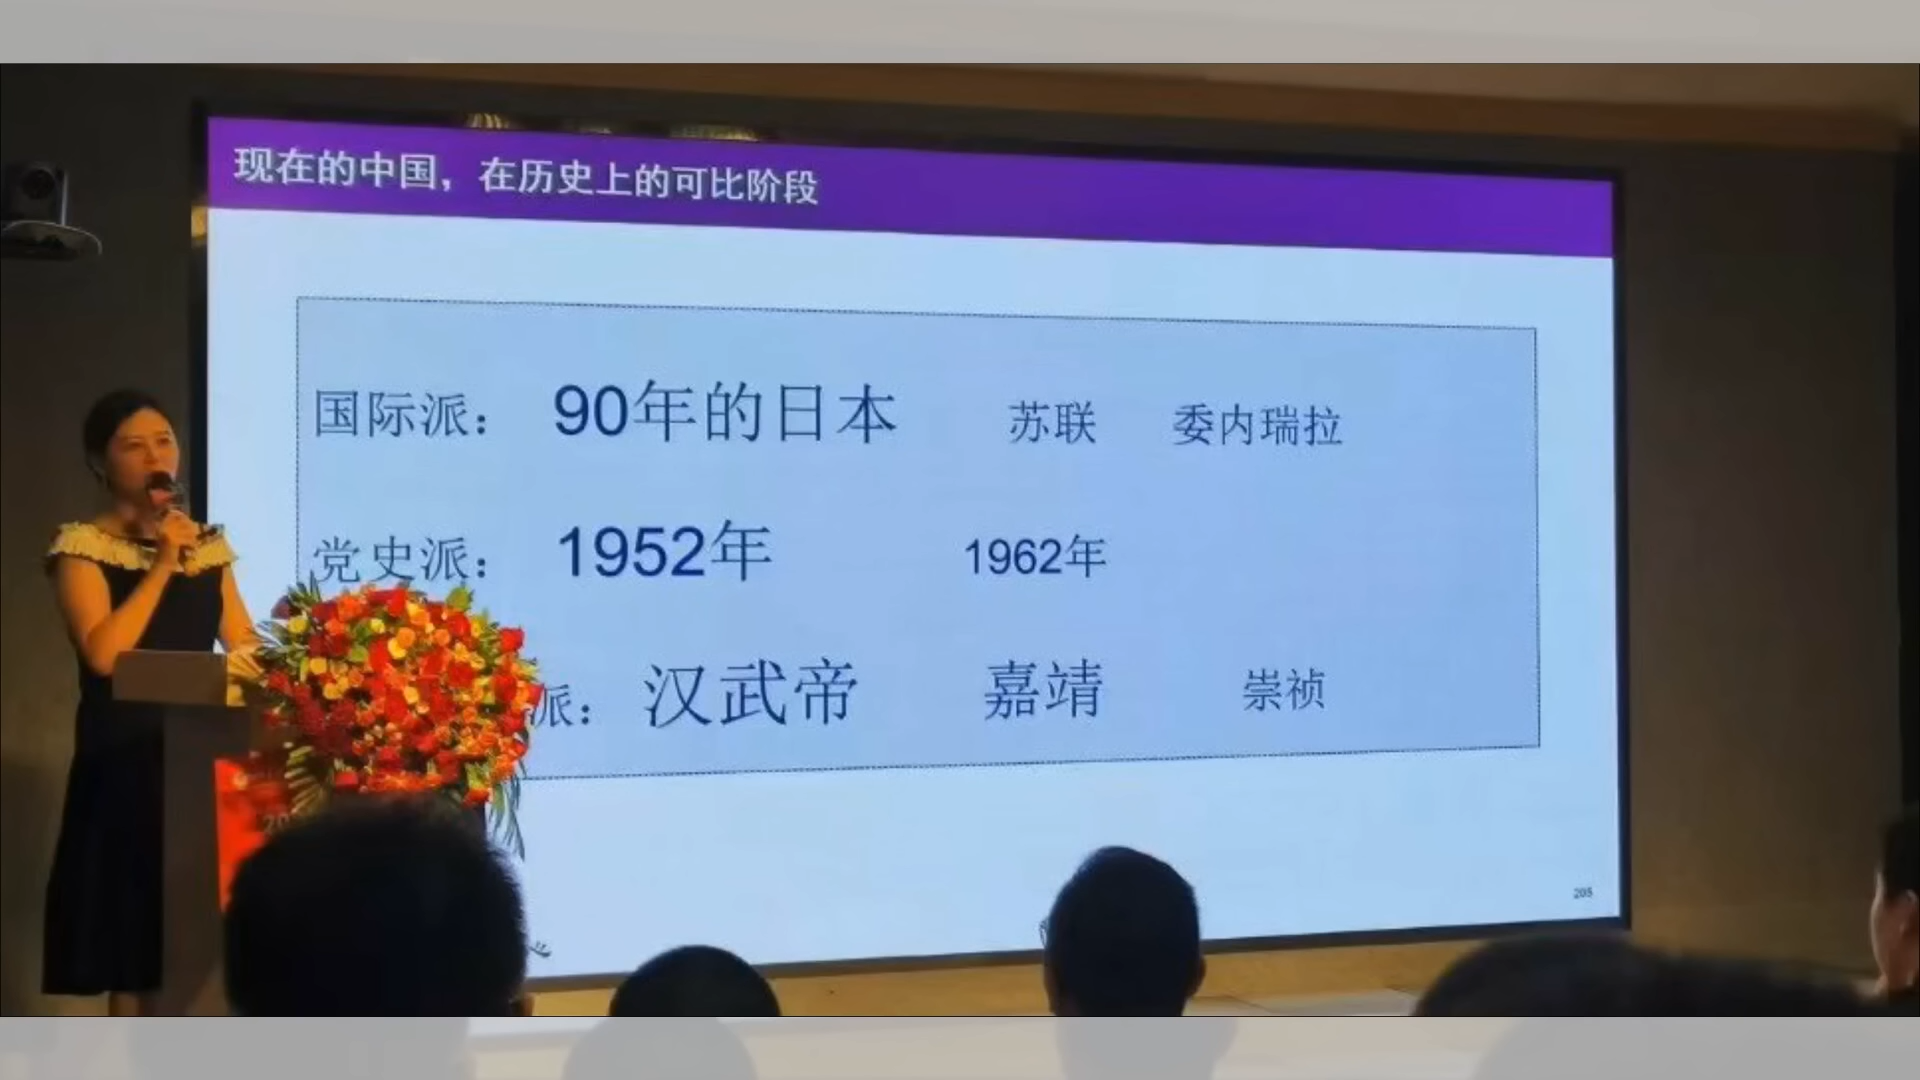 现在的中国，在历史上的可比阶段
国际派： 90年的日本 苏联 委内瑞拉
党史派： 1952年 1962年
派： 汉武帝 嘉靖 崇祯
205